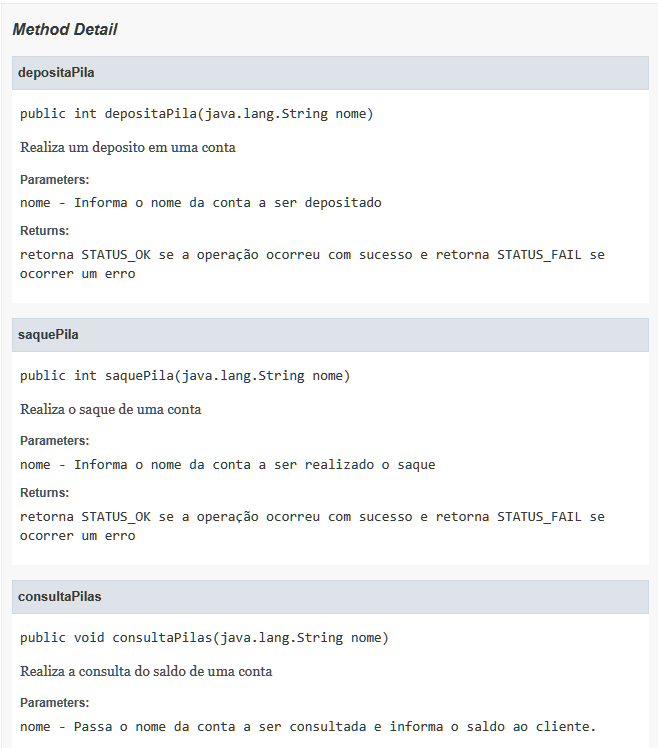 Method Detail
depositaPila
public int depositaPila(java.lang.String nome)
Realiza um deposito em uma conta
Parameters:
nome - Informa o nome da conta a ser depositado
Returns:
retorna STATUS_OK se a operação ocorreu com sucesso e retorna STATUS_FAIL se
ocorrer um erro
saquePila
public int saquePila(java.lang.String nome)
Realiza o saque de uma conta
Parameters:
nome - Informa o nome da conta a ser realizado o saque
Returns:
retorna STATUS_OK se a operação ocorreu com sucesso e retorna STATUS_FAIL se
ocorrer um erro
consultaPilas
public void consultaPilas(java.lang.String nome)
Realiza a consulta do saldo de uma conta
Parameters:
nome - Passa o nome da conta a ser consultada e informa o saldo ao cliente.